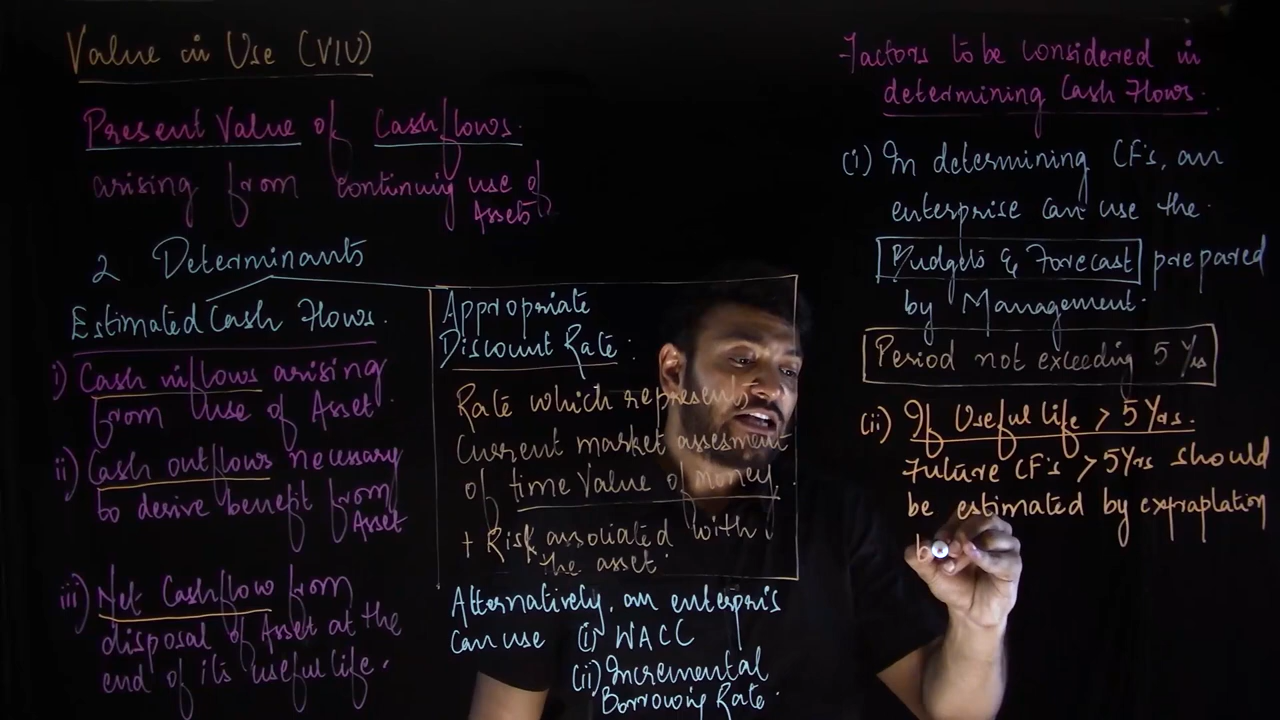 Value in Use (VIU)
Present Value of Cashflows.
arising from continuing use of
Asset
2 Determinants
Estimated Cash Flows.
i) Cash inflows arising
from use of Asset.
ii) Cash outflows necessary
to derive benefit from
Asset
iii) Net Cashflow from
disposal of Asset at the
end of its useful life.
Appropriate
Discount Rate :
Rate which represents
Current market assesment
of time Value of money.
+ Risk associated with
the asset.
Alternatively, an enterpris
can use (i) WACC
(ii) Incremental
Borrowing Rate.
Factors to be considered in
determining Cash Flows.
(i) In determining CF's, an
enterprise can use the
Budgets & Forecast prepared
by Management.
Period not exceeding 5 Yrs
(ii) If Useful life > 5 Yrs.
Future CF's > 5Yrs should
be estimated by extraplation
b